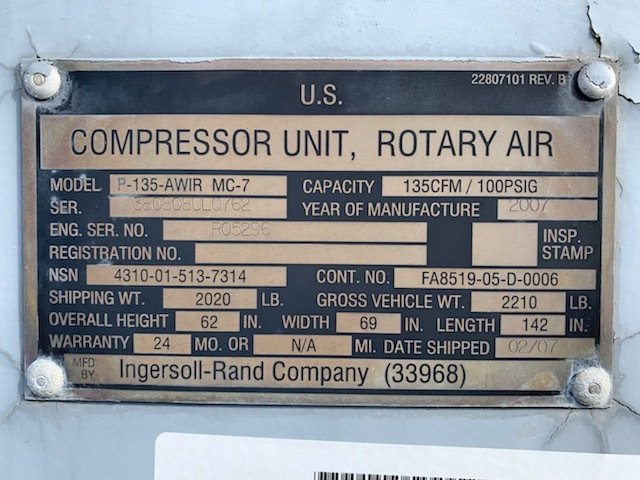 22807101 REV. B
U.S.
COMPRESSOR UNIT, ROTARY AIR
MODEL P-135-AWIR MC-7 CAPACITY 135CFM / 100PSIG
SER. 390908ULQ762 YEAR OF MANUFACTURE 2007
ENG. SER. NO. R05296 INSP. STAMP
REGISTRATION NO.
NSN 4310-01-513-7314 CONT. NO. FA8519-05-D-0006
SHIPPING WT. 2020 LB. GROSS VEHICLE WT. 2210 LB.
OVERALL HEIGHT 62 IN. WIDTH 69 IN. LENGTH 142 IN.
WARRANTY 24 MO. OR N/A MI. DATE SHIPPED 02/07
MFD BY Ingersoll-Rand Company (33968)